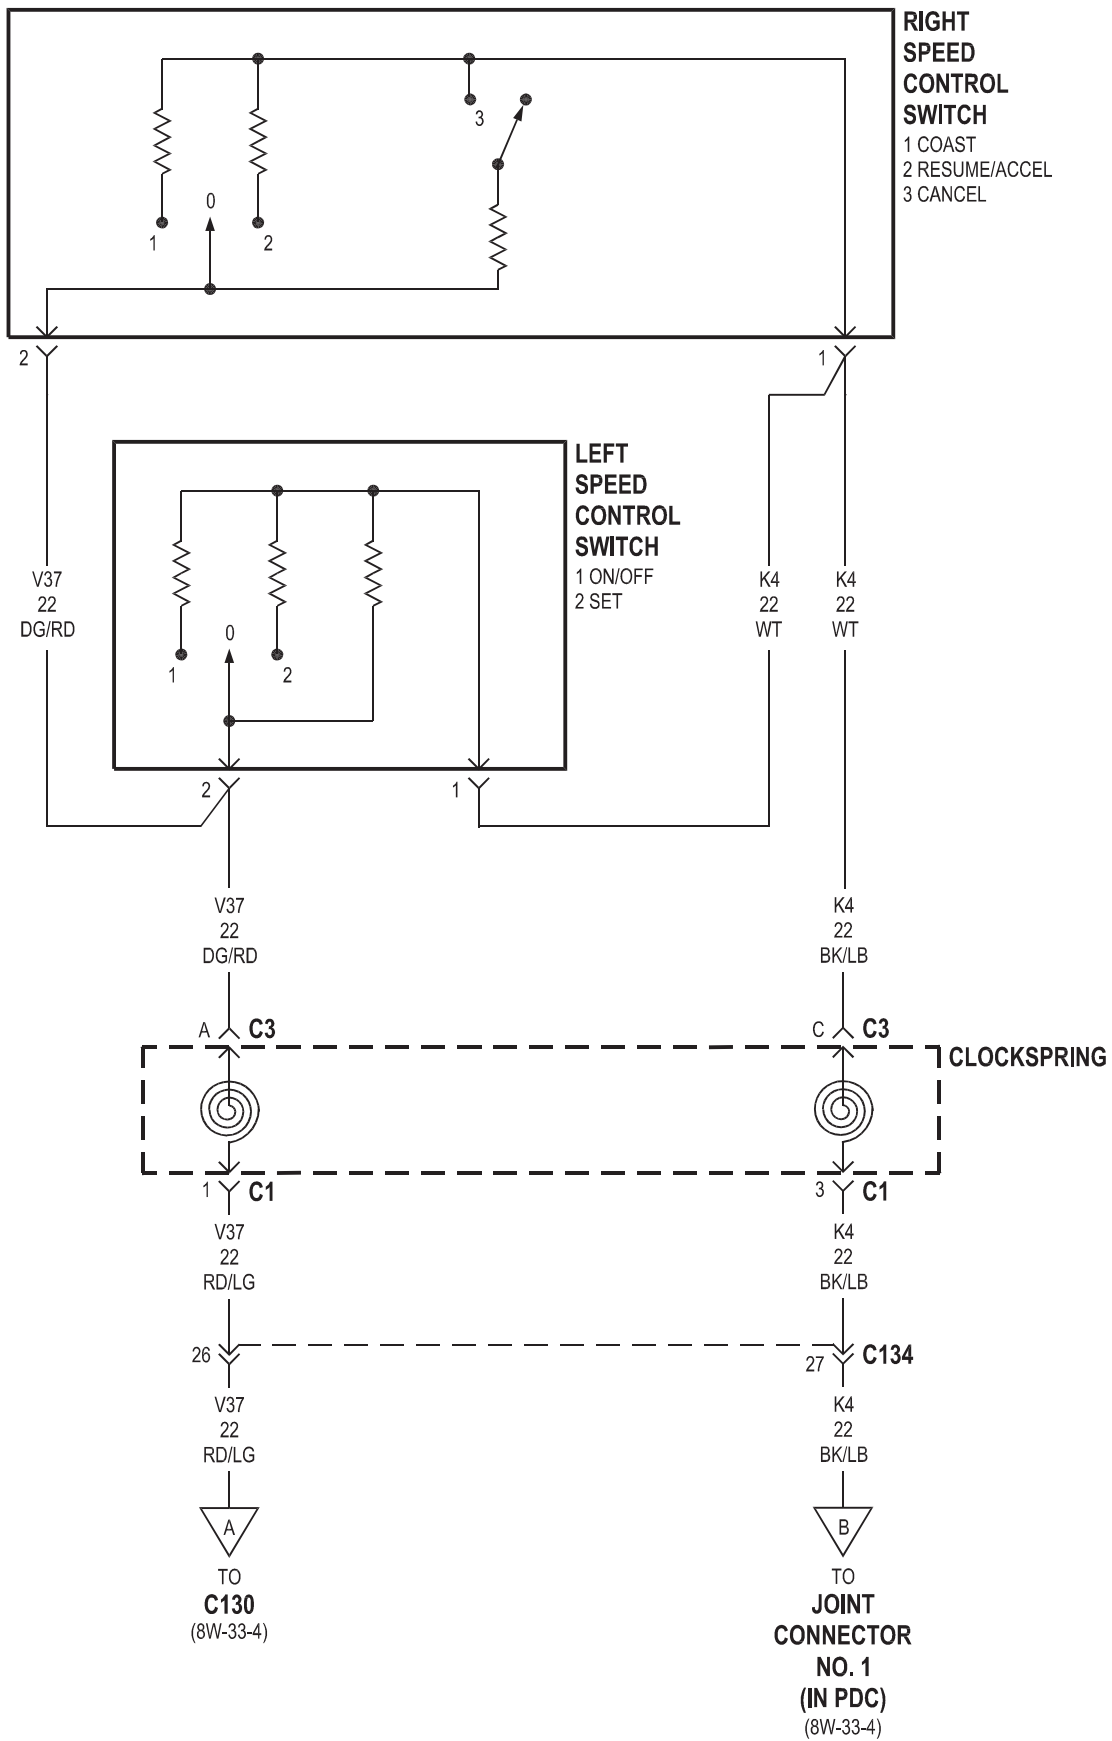 RIGHT
SPEED
CONTROL
SWITCH
1 COAST
2 RESUME/ACCEL
3 CANCEL
3
0
1
2
2
1
LEFT
SPEED
CONTROL
SWITCH
1 ON/OFF
2 SET
V37
22
DG/RD
K4
22
WT
K4
22
WT
0
1
2
2
1
V37
22
DG/RD
K4
22
BK/LB
A
C3
C
C3
CLOCKSPRING
1
C1
3
C1
V37
22
RD/LG
K4
22
BK/LB
26
27
C134
V37
22
RD/LG
K4
22
BK/LB
A
B
TO
C130
(8W-33-4)
TO
JOINT
CONNECTOR
NO. 1
(IN PDC)
(8W-33-4)